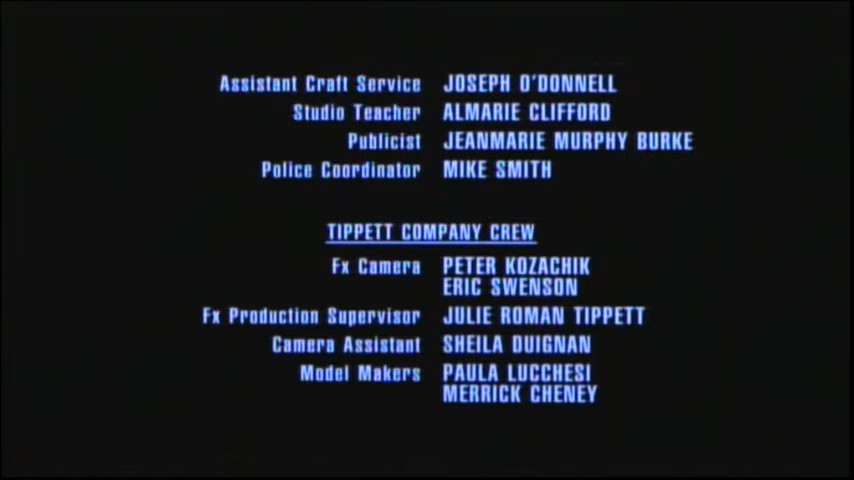 Assistant Craft Service JOSEPH O'DONNELL
Studio Teacher ALMARIE CLIFFORD
Publicist JEANMARIE MURPHY BURKE
Police Coordinator MIKE SMITH
TIPPETT COMPANY CREW
Fx Camera PETER KOZACHIK
ERIC SWENSON
Fx Production Supervisor JULIE ROMAN TIPPETT
Camera Assistant SHEILA DUIGNAN
Model Makers PAULA LUCCHESI
MERRICK CHENEY